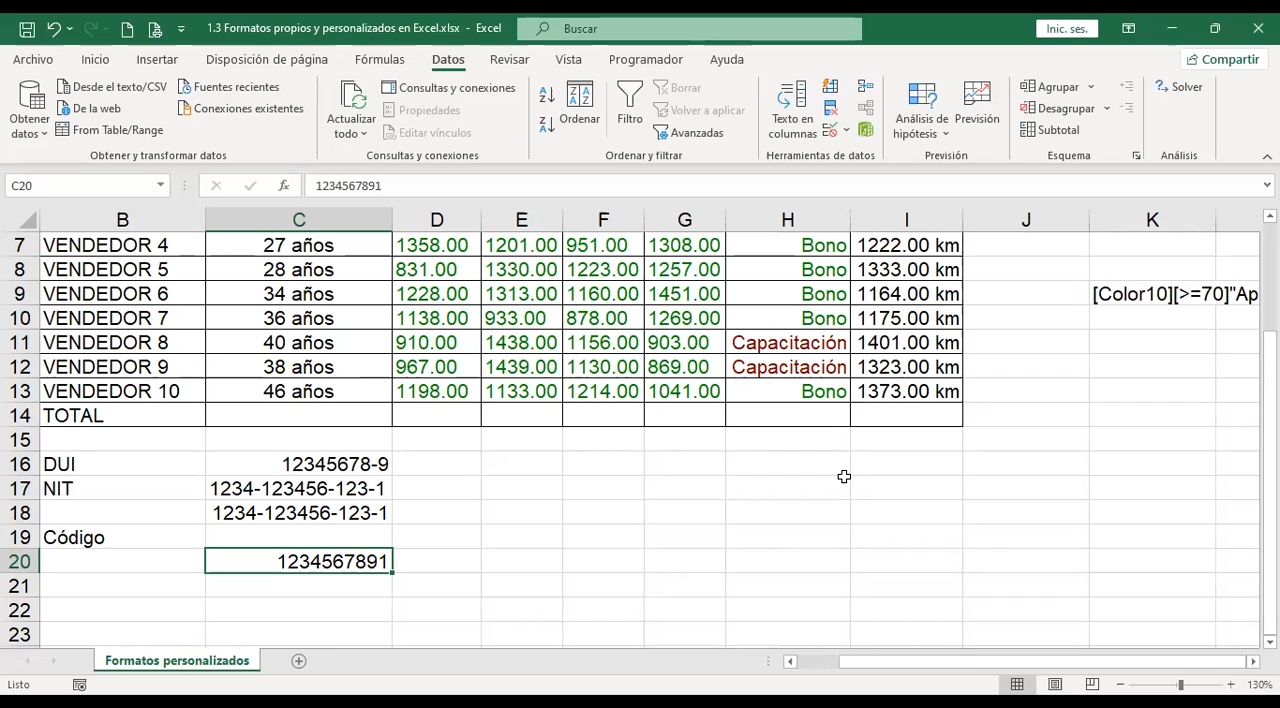 1.3 Formatos propios y personalizados en Excel.xlsx - Excel
Buscar
Inic. ses.
Archivo Inicio Insertar Disposición de página Fórmulas Datos Revisar Vista Programador Ayuda
Compartir
Obtener datos
Desde el texto/CSV
De la web
From Table/Range
Fuentes recientes
Conexiones existentes
Obtener y transformar datos
Actualizar todo
Consultas y conexiones
Propiedades
Editar vínculos
Consultas y conexiones
Ordenar
Filtro
Borrar
Volver a aplicar
Avanzadas
Ordenar y filtrar
Texto en columnas
Herramientas de datos
Análisis de hipótesis
Previsión
Previsión
Agrupar
Desagrupar
Subtotal
Esquema
Solver
Análisis
C20 fx 1234567891
B C D E F G H I J K
7 VENDEDOR 4 27 años 1358.00 1201.00 951.00 1308.00 Bono 1222.00 km
8 VENDEDOR 5 28 años 831.00 1330.00 1223.00 1257.00 Bono 1333.00 km
9 VENDEDOR 6 34 años 1228.00 1313.00 1160.00 1451.00 Bono 1164.00 km [Color10][>=70]"Ap
10 VENDEDOR 7 36 años 1138.00 933.00 878.00 1269.00 Bono 1175.00 km
11 VENDEDOR 8 40 años 910.00 1438.00 1156.00 903.00 Capacitación 1401.00 km
12 VENDEDOR 9 38 años 967.00 1439.00 1130.00 869.00 Capacitación 1323.00 km
13 VENDEDOR 10 46 años 1198.00 1133.00 1214.00 1041.00 Bono 1373.00 km
14 TOTAL
15
16 DUI 12345678-9
17 NIT 1234-123456-123-1
18 1234-123456-123-1
19 Código
20 1234567891
21
22
23
Formatos personalizados
Listo
130%